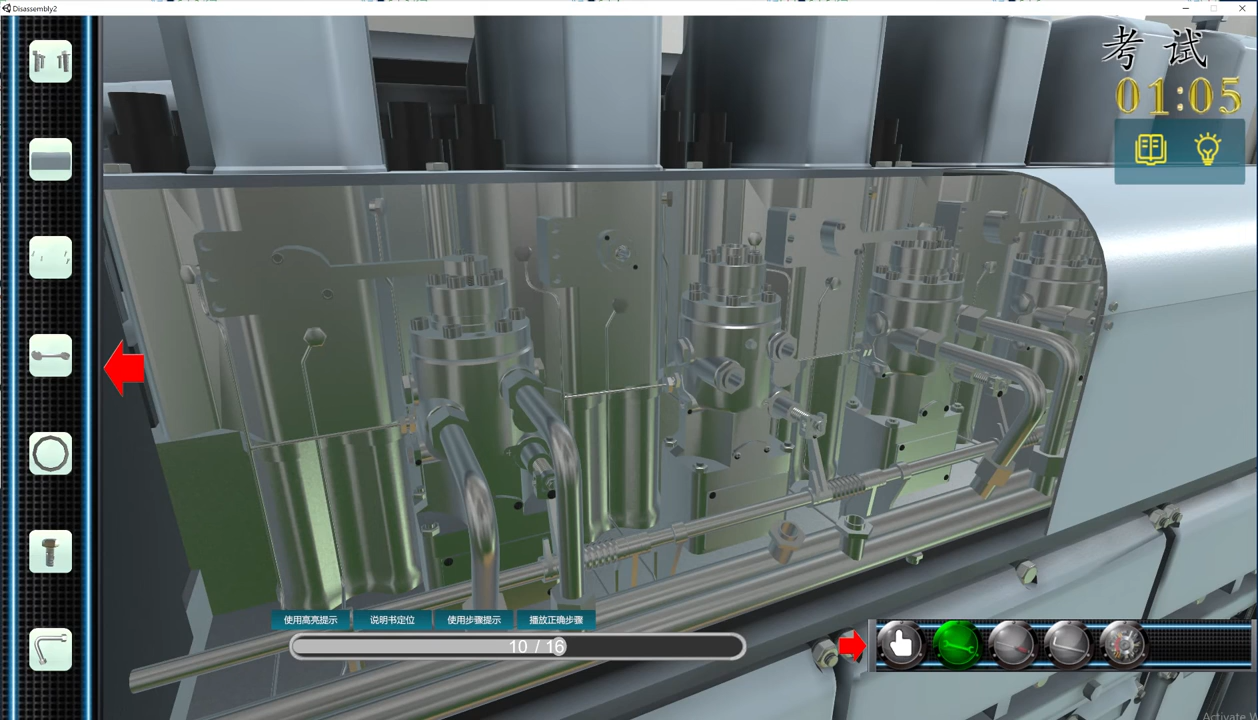 Disassembly2
考 试
01:05
使用高亮提示
说明书定位
使用步骤提示
播放正确步骤
10 / 16